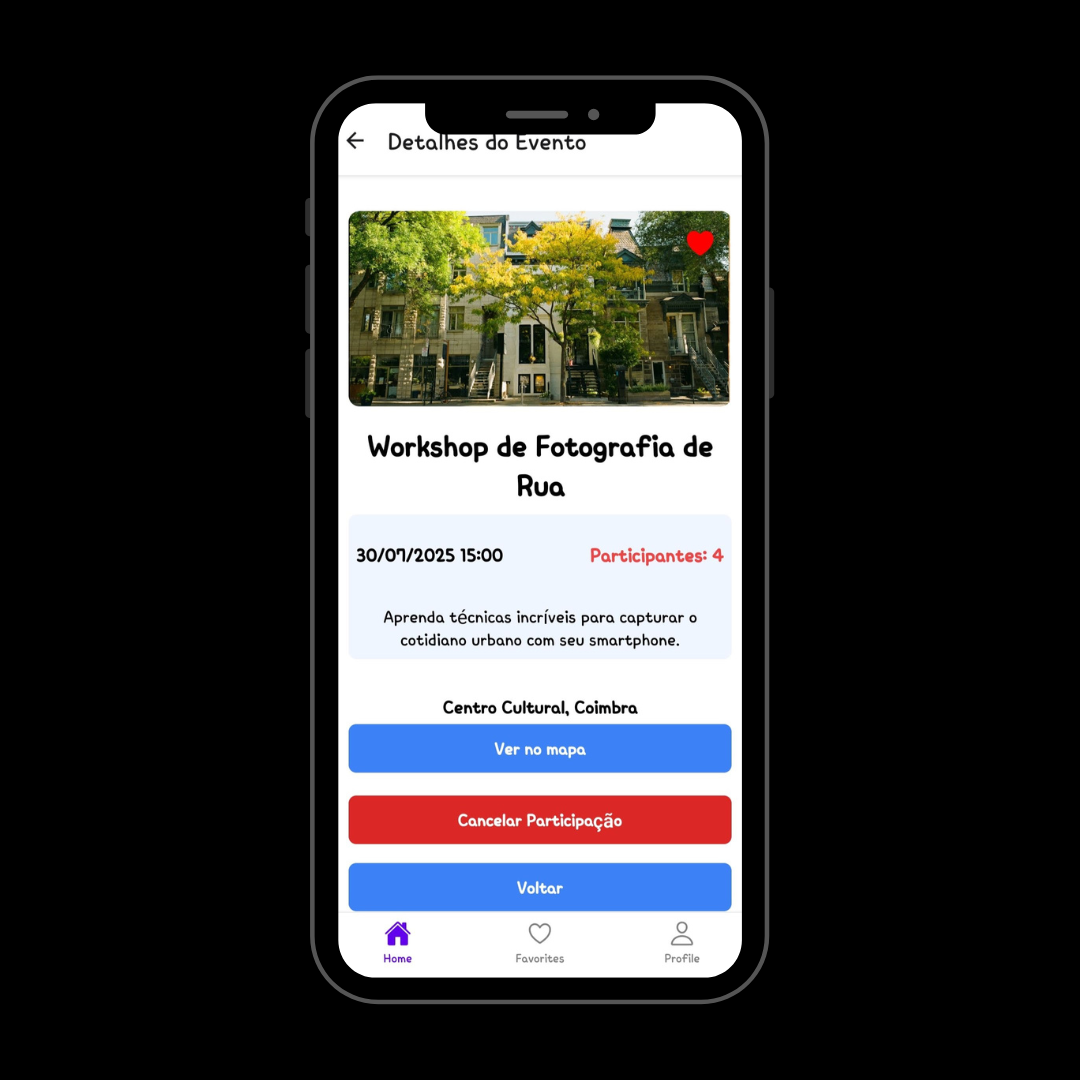 Detalhes do Evento
Workshop de Fotografia de
Rua
30/07/2025 15:00
Participantes: 4
Aprenda técnicas incríveis para capturar o
cotidiano urbano com seu smartphone.
Centro Cultural, Coimbra
Ver no mapa
Cancelar Participação
Voltar
Home
Favorites
Profile